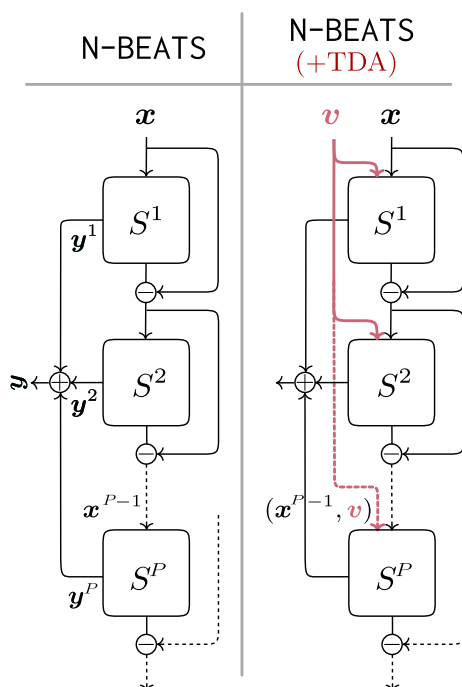 N-BEATS
N-BEATS
(+TDA)
x
v x
S¹
S¹
y¹
S²
S²
y
y²
x^{P−1}
(x^{P−1}, v)
S^P
S^P
y^P